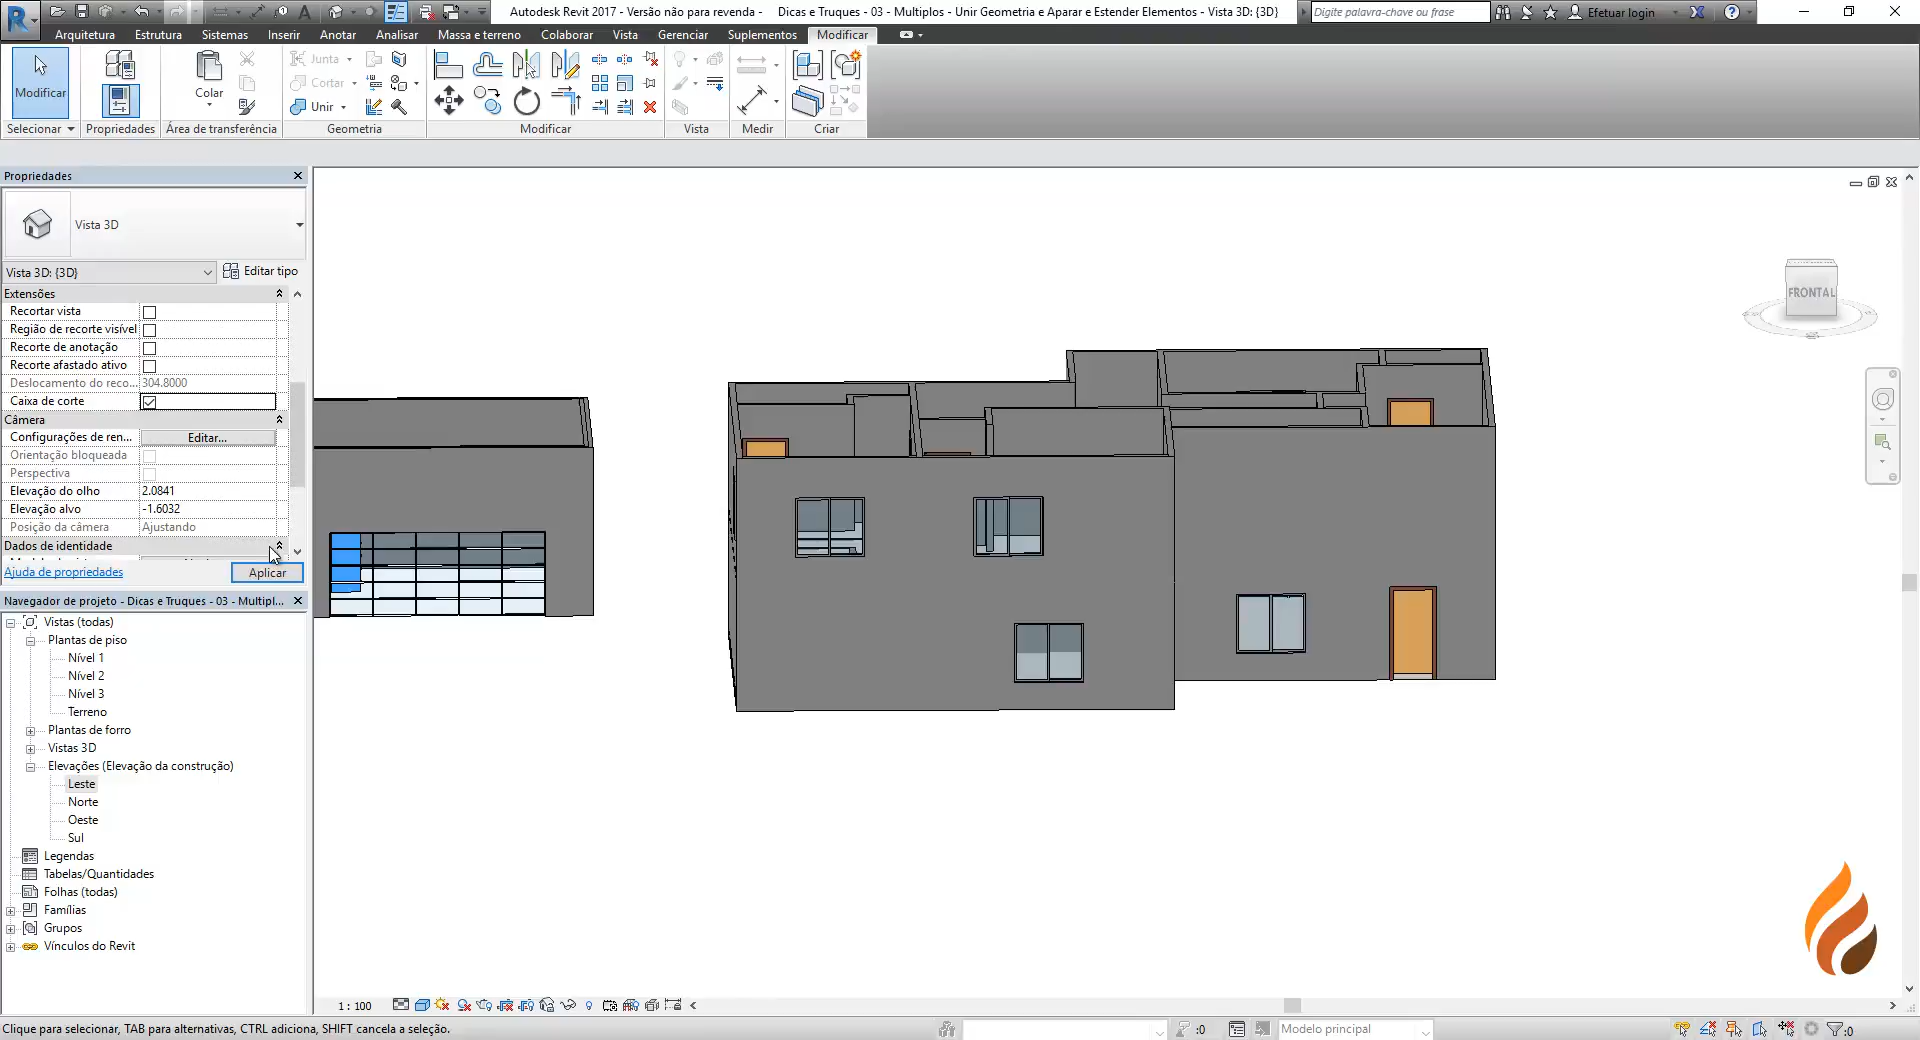 Autodesk Revit 2017 - Versão não para revenda - Dicas e Truques - 03 - Multiplos - Unir Geometria e Aparar e Estender Elementos - Vista 3D: {3D}
Digite palavra-chave ou frase
Efetuar login
Arquitetura Estrutura Sistemas Inserir Anotar Analisar Massa e terreno Colaborar Vista Gerenciar Suplementos Modificar
Junta
Cortar
Unir
Modificar
Colar
Selecionar Propriedades Área de transferência Geometria Modificar Vista Medir Criar
Propriedades
Vista 3D
Vista 3D: {3D} Editar tipo
Extensões
Recortar vista
Região de recorte visível
Recorte de anotação
Recorte afastado ativo
Deslocamento do reco... 304.8000
Caixa de corte
Câmera
Configurações de ren... Editar...
Orientação bloqueada
Perspectiva
Elevação do olho 2.0841
Elevação alvo -1.6032
Posição da câmera Ajustando
Dados de identidade
Ajuda de propriedades Aplicar
Navegador de projeto - Dicas e Truques - 03 - Multipl...
Vistas (todas)
Plantas de piso
Nível 1
Nível 2
Nível 3
Terreno
Plantas de forro
Vistas 3D
Elevações (Elevação da construção)
Leste
Norte
Oeste
Sul
Legendas
Tabelas/Quantidades
Folhas (todas)
Famílias
Grupos
Vínculos do Revit
FRONTAL
1 : 100
Clique para selecionar, TAB para alternativas, CTRL adiciona, SHIFT cancela a seleção.
:0
Modelo principal
:0